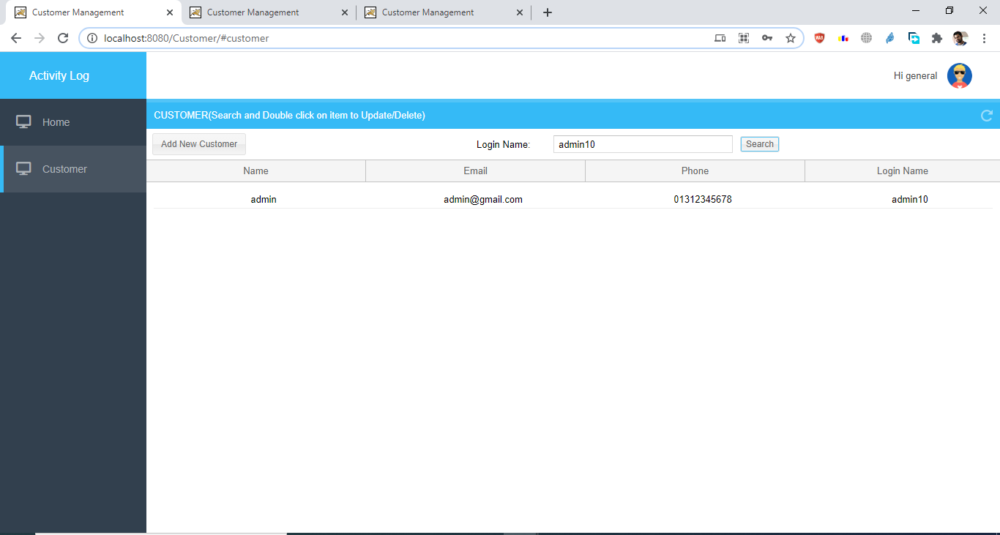 Customer Management
Customer Management
Customer Management
localhost:8080/Customer/#customer
WAS
Activity Log
Hi general
Home
Customer
CUSTOMER(Search and Double click on item to Update/Delete)
Add New Customer
Login Name:
admin10
Search
Name Email Phone Login Name
admin admin@gmail.com 01312345678 admin10